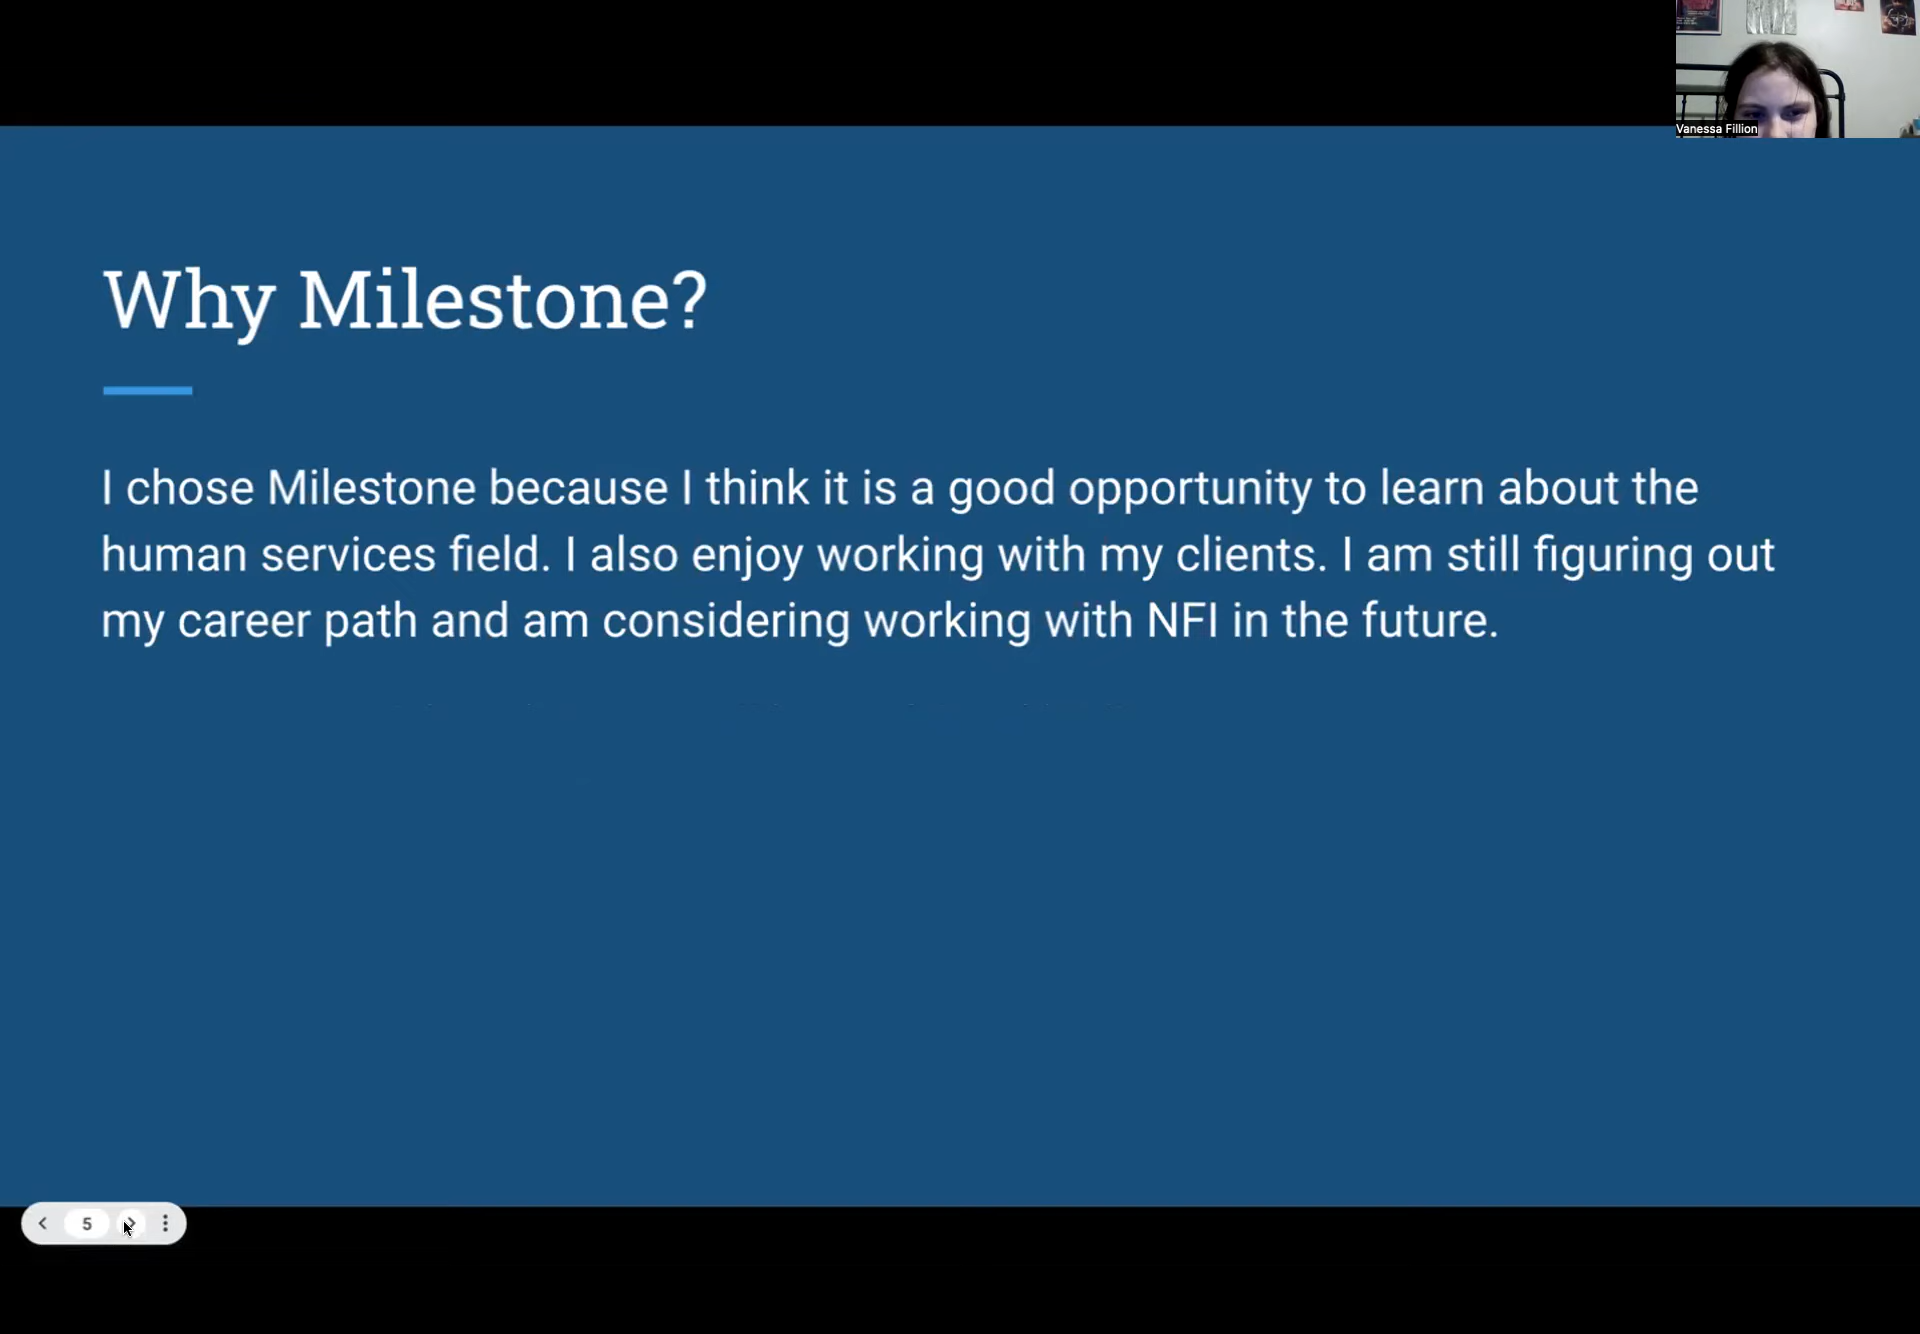 Vanessa Fillion
Why Milestone?
I chose Milestone because I think it is a good opportunity to learn about the
human services field. I also enjoy working with my clients. I am still figuring out
my career path and am considering working with NFI in the future.
5